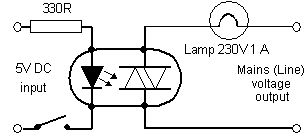 330R
Lamp 230V 1 A
5V DC
input
Mains (Line)
voltage
output